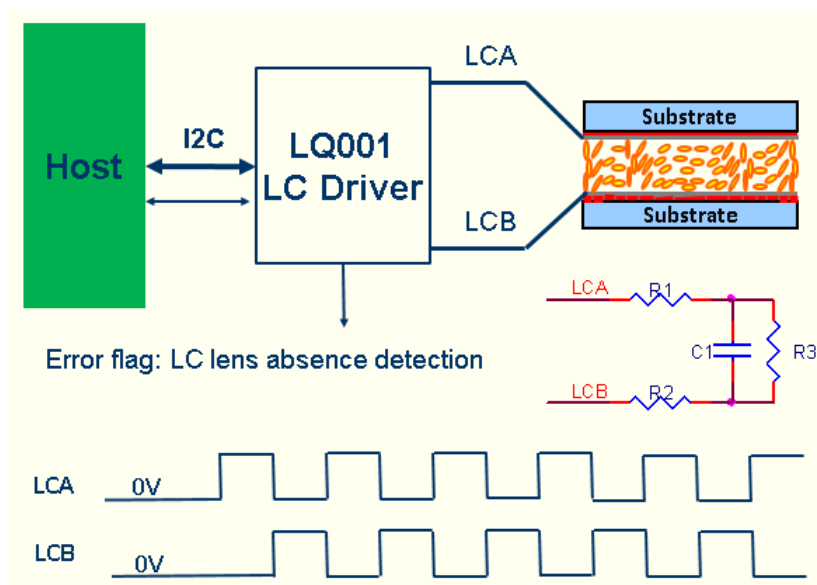 Host
I2C
LQ001
LC Driver
LCA
LCB
Substrate
Substrate
Error flag: LC lens absence detection
LCA
R1
C1
R3
LCB
R2
LCA
0V
LCB
0V